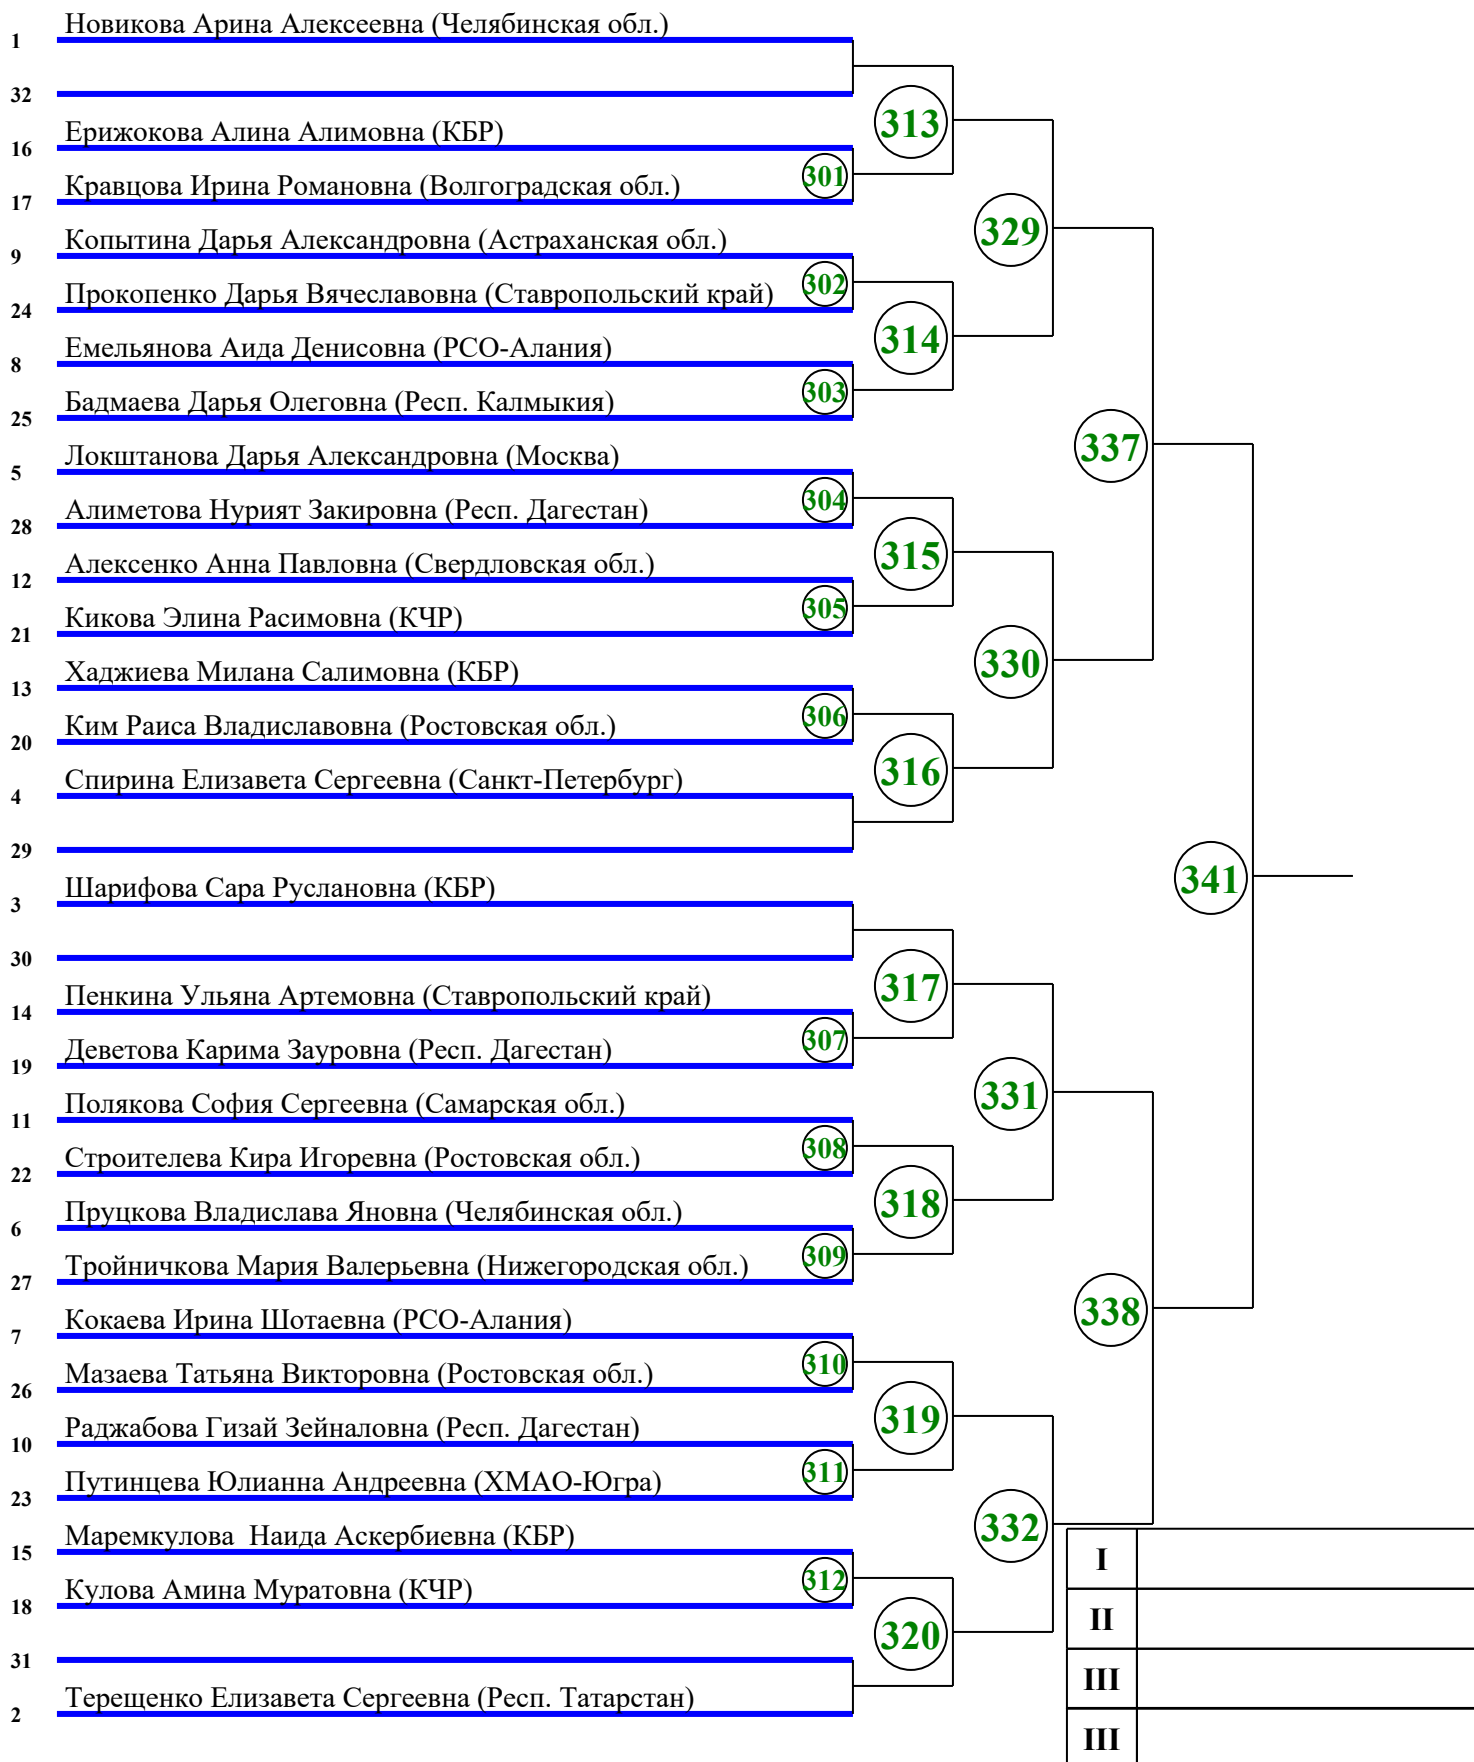 Новикова Арина Алексеевна (Челябинская обл.)
1
32
313
Ерижокова Алина Алимовна (КБР)
16
301
Кравцова Ирина Романовна (Волгоградская обл.)
17
329
Копытина Дарья Александровна (Астраханская обл.)
9
302
Прокопенко Дарья Вячеславовна (Ставропольский край)
24
314
Емельянова Аида Денисовна (РСО-Алания)
8
303
Бадмаева Дарья Олеговна (Респ. Калмыкия)
25
337
Локштанова Дарья Александровна (Москва)
5
304
Алиметова Нурият Закировна (Респ. Дагестан)
28
315
Алексенко Анна Павловна (Свердловская обл.)
12
305
Кикова Элина Расимовна (КЧР)
21
330
Хаджиева Милана Салимовна (КБР)
13
306
Ким Раиса Владиславовна (Ростовская обл.)
20
316
Спирина Елизавета Сергеевна (Санкт-Петербург)
4
29
341
Шарифова Сара Руслановна (КБР)
3
30
317
Пенкина Ульяна Артемовна (Ставропольский край)
14
307
Деветова Карима Зауровна (Респ. Дагестан)
19
331
Полякова София Сергеевна (Самарская обл.)
11
308
Строителева Кира Игоревна (Ростовская обл.)
22
318
Пруцкова Владислава Яновна (Челябинская обл.)
6
309
Тройничкова Мария Валерьевна (Нижегородская обл.)
27
338
Кокаева Ирина Шотаевна (РСО-Алания)
7
310
Мазаева Татьяна Викторовна (Ростовская обл.)
26
319
Раджабова Гизай Зейналовна (Респ. Дагестан)
10
311
Путинцева Юлианна Андреевна (ХМАО-Югра)
23
332
Маремкулова  Наида Аскербиевна (КБР)
15
312
Кулова Амина Муратовна (КЧР)
18
320
31
Терещенко Елизавета Сергеевна (Респ. Татарстан)
2
I
II
III
III